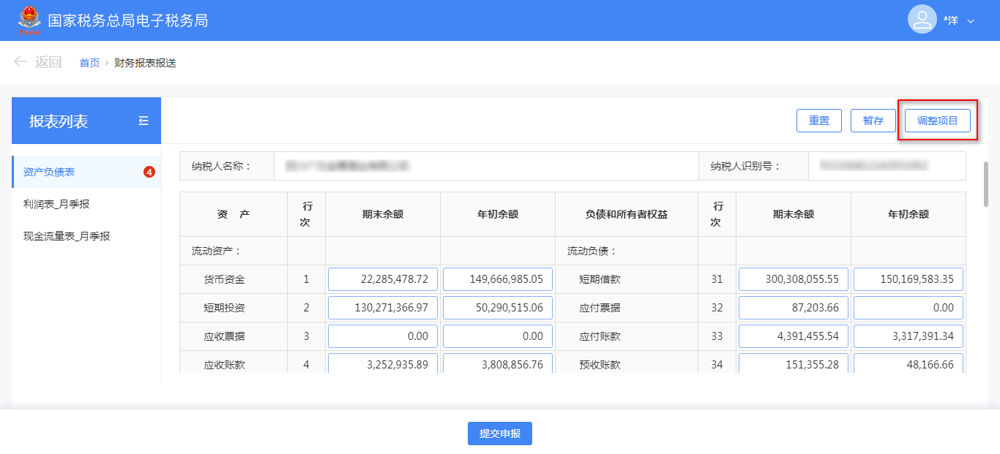 国家税务总局电子税务局
*洋
返回
首页 › 财务报表报送
报表列表
重置 暂存 调整项目
资产负债表 4
利润表_月季报
现金流量表_月季报
纳税人名称： 纳税人识别号：
资 产 行次 期末余额 年初余额 负债和所有者权益 行次 期末余额 年初余额
流动资产： 流动负债：
货币资金 1 22,285,478.72 149,666,985.05 短期借款 31 300,308,055.55 150,169,583.35
短期投资 2 130,271,366.97 50,290,515.06 应付票据 32 87,203.66 0.00
应收票据 3 0.00 0.00 应付账款 33 4,391,455.54 3,317,391.34
应收账款 4 3,252,935.89 3,808,856.76 预收账款 34 151,355.28 48,166.66
提交申报